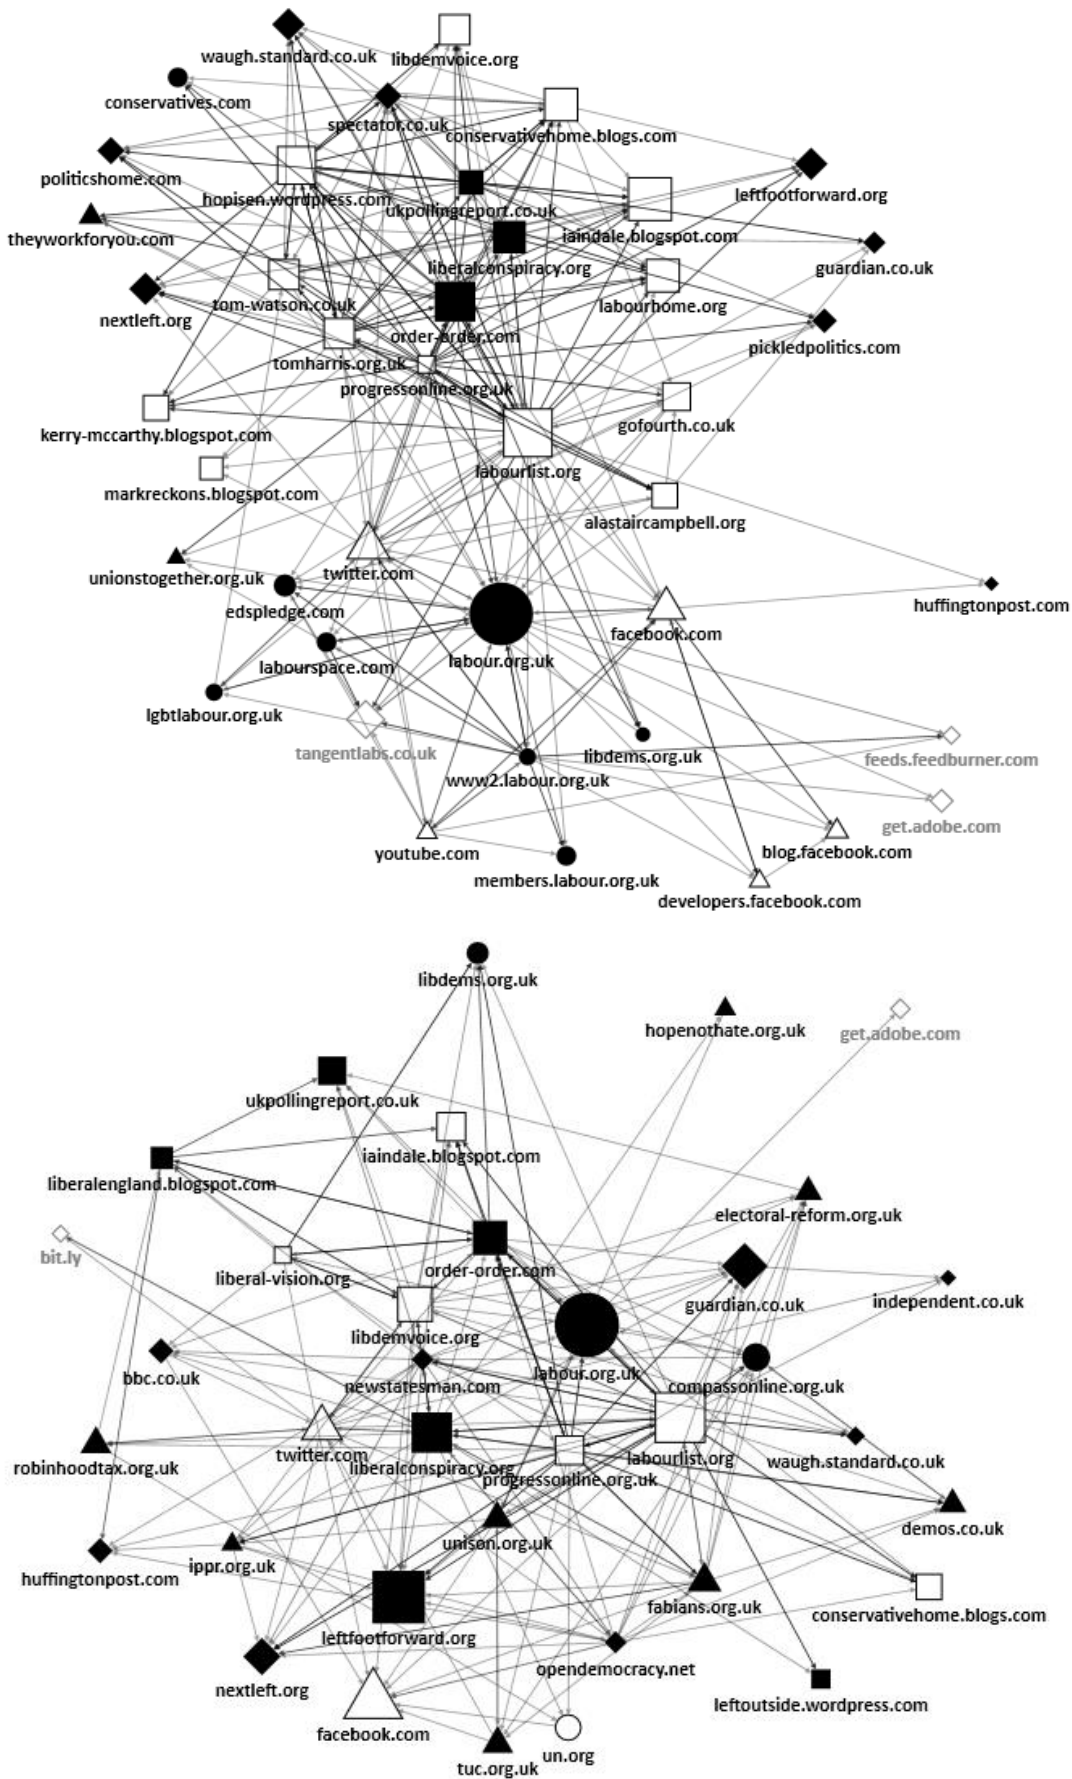 waugh.standard.co.uk
libdemvoice.org
conservatives.com
spectator.co.uk
conservativehome.blogs.com
politicshome.com
hopisen.wordpress.com
leftfootforward.org
ukpollingreport.co.uk
theyworkforyou.com
iaindale.blogspot.com
liberalconspiracy.org
guardian.co.uk
tom-watson.co.uk
labourhome.org
nextleft.org
order-order.com
pickledpolitics.com
tomharris.org.uk
progressonline.org.uk
gofourth.co.uk
kerry-mccarthy.blogspot.com
labourlist.org
markreckons.blogspot.com
alastaircampbell.org
unionstogether.org.uk
twitter.com
edspledge.com
huffingtonpost.com
facebook.com
labour.org.uk
labourspace.com
lgbtlabour.org.uk
tangentlabs.co.uk
libdems.org.uk
feeds.feedburner.com
www2.labour.org.uk
get.adobe.com
youtube.com
blog.facebook.com
members.labour.org.uk
developers.facebook.com
libdems.org.uk
hopenothate.org.uk
get.adobe.com
ukpollingreport.co.uk
iaindale.blogspot.com
liberalengland.blogspot.com
electoral-reform.org.uk
bit.ly
order-order.com
liberal-vision.org
guardian.co.uk
independent.co.uk
libdemvoice.org
labour.org.uk
bbc.co.uk
newstatesman.com
compassonline.org.uk
twitter.com
labourlist.org
waugh.standard.co.uk
robinhoodtax.org.uk
liberalconspiracy.org
progressonline.org.uk
demos.co.uk
unison.org.uk
ippr.org.uk
huffingtonpost.com
fabians.org.uk
conservativehome.blogs.com
leftfootforward.org
opendemocracy.net
nextleft.org
leftoutside.wordpress.com
facebook.com
un.org
tuc.org.uk